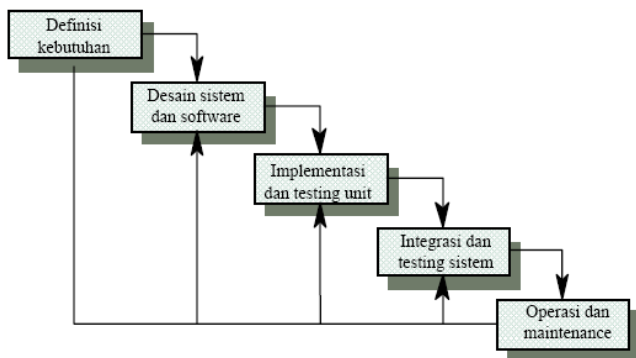 Definisi
kebutuhan
Desain sistem
dan software
Implementasi
dan testing unit
Integrasi dan
testing sistem
Operasi dan
maintenance